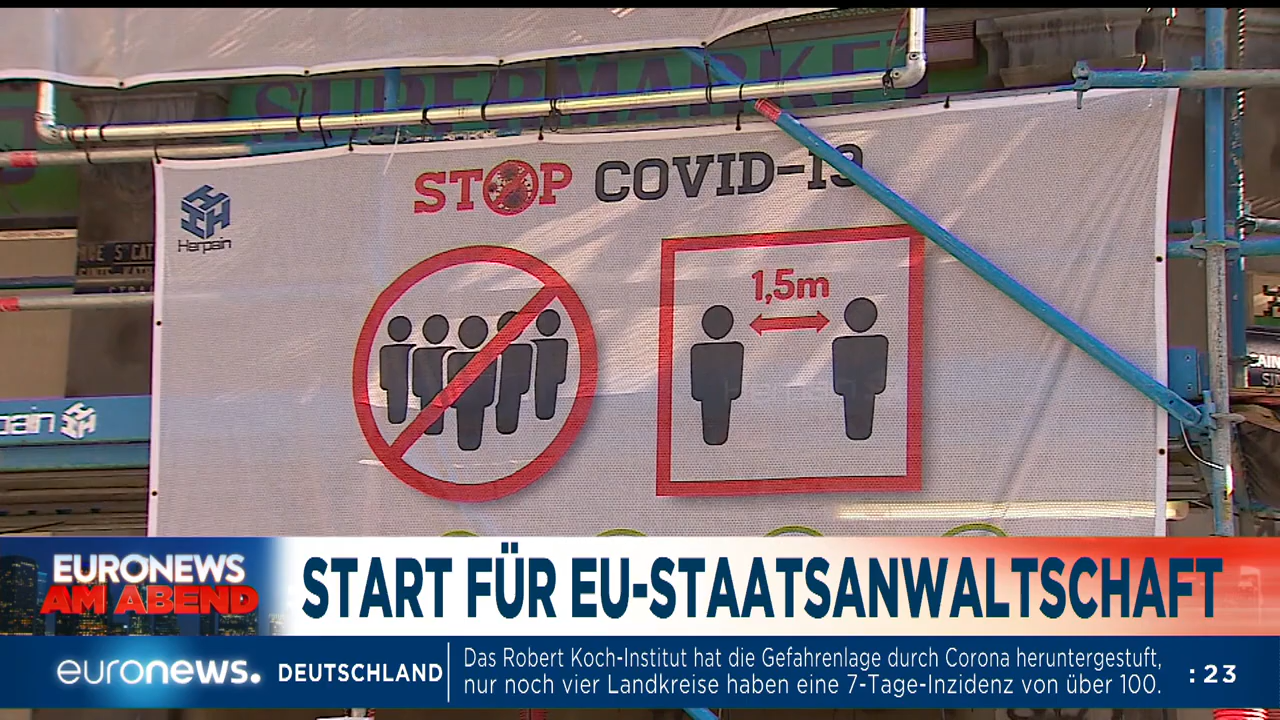 SUPERMARKET
STOP COVID-19
Herpain
1,5m
EURONEWS
AM ABEND
START FÜR EU-STAATSANWALTSCHAFT
euronews.
DEUTSCHLAND
Das Robert Koch-Institut hat die Gefahrenlage durch Corona heruntergestuft,
nur noch vier Landkreise haben eine 7-Tage-Inzidenz von über 100.
:23